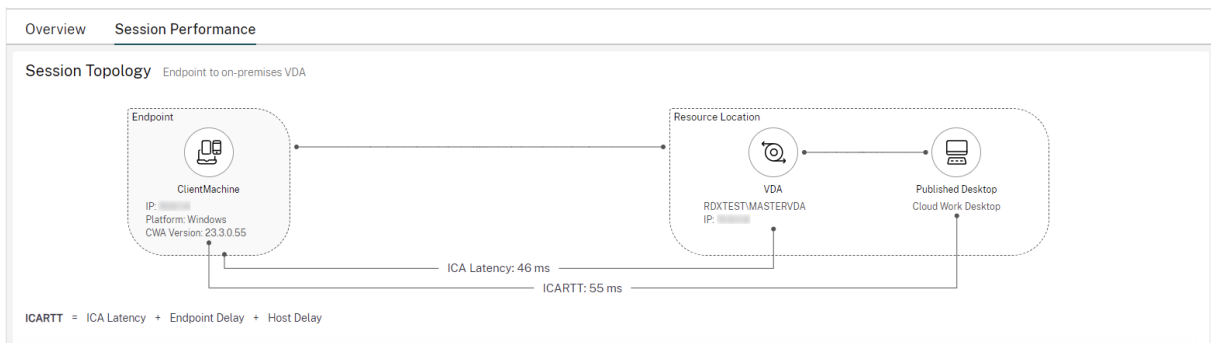 Overview Session Performance
Session Topology Endpoint to on-premises VDA
Endpoint
ClientMachine
IP:
Platform: Windows
CWA Version: 23.3.0.55
Resource Location
VDA
RDXTEST\MASTERVDA
IP:
Published Desktop
Cloud Work Desktop
ICA Latency: 46 ms
ICARTT: 55 ms
ICARTT = ICA Latency + Endpoint Delay + Host Delay